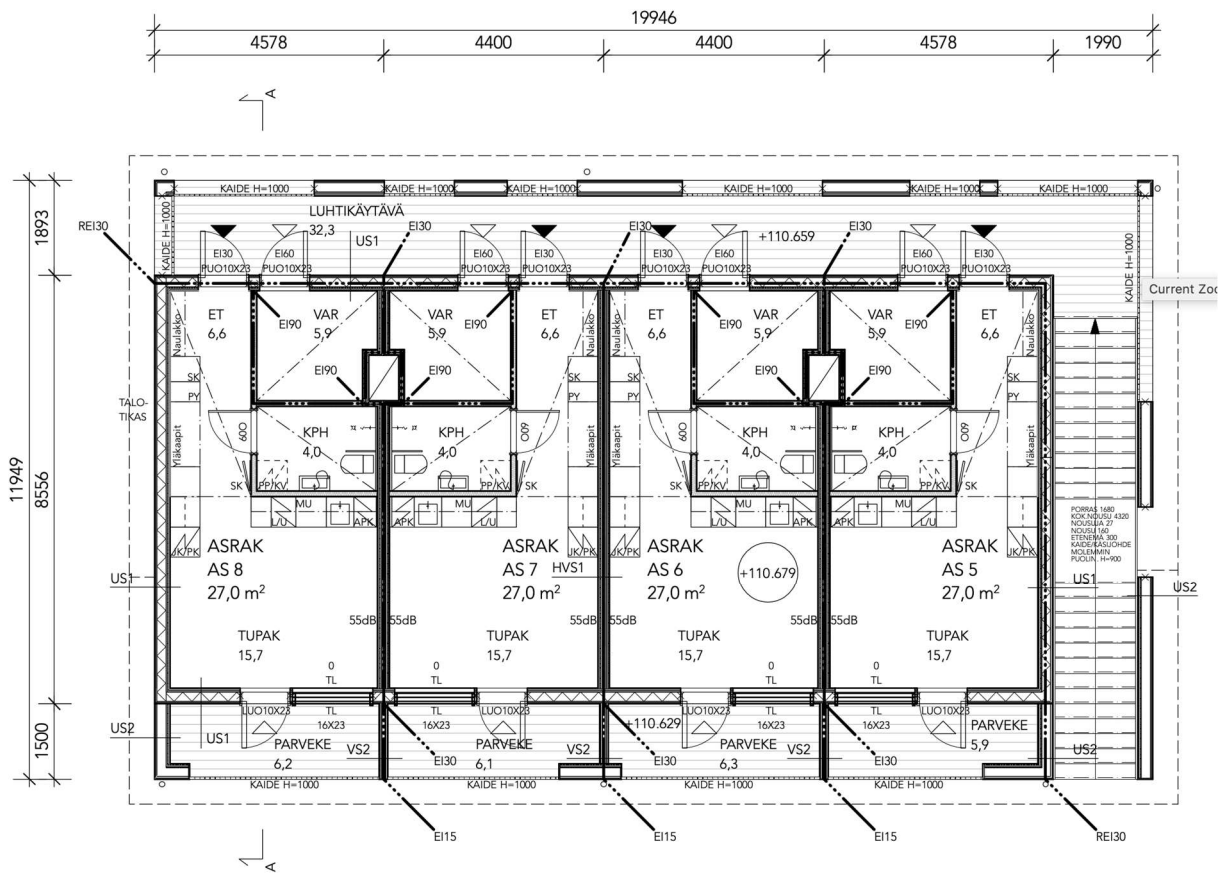 19946
4578 4400 4400 4578 1990
A
KAIDE H=1000 KAIDE H=1000 KAIDE H=1000 KAIDE H=1000 KAIDE H=1000 KAIDE H=1000
11949
1893
8556
1500
KAIDE H=1000
KAIDE H=1000
LUHTIKÄYTÄVÄ
32,3
US1
+110.659
REI30 EI30 EI30 EI30
EI30 EI60 EI60 EI30 EI30 EI60 EI60 EI30
PUO10X23 PUO10X23 PUO10X23 PUO10X23 PUO10X23 PUO10X23 PUO10X23 PUO10X23
Current Zoo
ET VAR VAR ET ET VAR VAR ET
6,6 5,9 5,9 6,6 6,6 5,9 5,9 6,6
EI90 EI90 EI90 EI90
Naulakko Naulakko Naulakko Naulakko
EI90 EI90 EI90 EI90
SK SK SK SK
PY PY PY PY
TALO-
TIKAS
Yläkaapit Yläkaapit Yläkaapit Yläkaapit
KPH KPH KPH KPH
4,0 4,0 4,0 4,0
O09 O09 O09 O09
SK PP/KV PP/KV SK SK PP/KV PP/KV SK
MU MU MU MU
L/U APK APK L/U L/U APK APK L/U
JK/PK JK/PK JK/PK JK/PK
PORRAS 1680
KOK.NOUSU 4320
NOUSUJA 27
NOUSU 160
ETENEMÄ 300
KAIDE/KÄSIJOHDE
MOLEMMIN
PUOLIN. H=900
ASRAK ASRAK ASRAK ASRAK
AS 8 AS 7 AS 6 AS 5
27,0 m² 27,0 m² 27,0 m² 27,0 m²
US1 HVS1 +110.679 US1 US2
55dB 55dB 55dB 55dB 55dB 55dB
TUPAK TUPAK TUPAK TUPAK
15,7 15,7 15,7 15,7
0 0 0 0
TL TL TL TL
LUO10X23 TL TL LUO10X23 LUO10X23 TL TL LUO10X23
16X23 16X23 16X23 16X23
US2 US1 +110.629
PARVEKE PARVEKE PARVEKE PARVEKE
6,2 6,1 6,3 5,9
VS2 VS2 VS2 US2
EI30 EI30 EI30
KAIDE H=1000 KAIDE H=1000 KAIDE H=1000 KAIDE H=1000
EI15 EI15 EI15 REI30
A